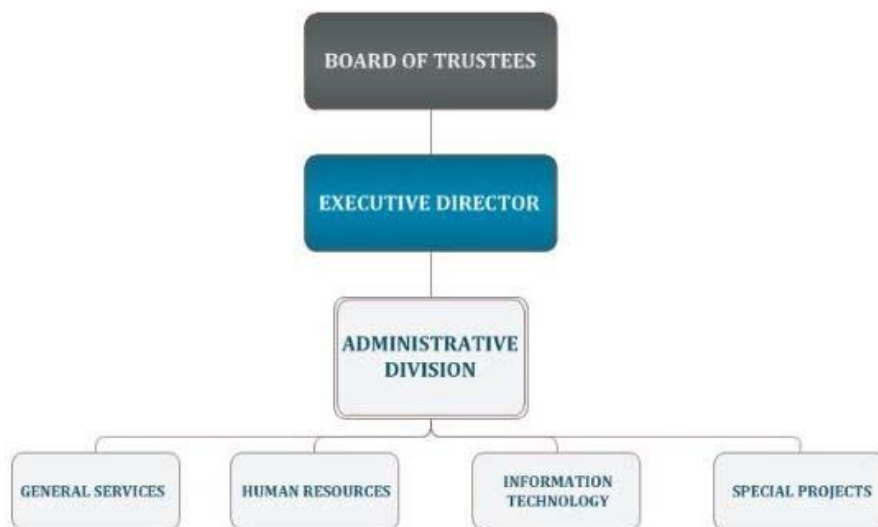 BOARD OF TRUSTEES
EXECUTIVE DIRECTOR
ADMINISTRATIVE
DIVISION
GENERAL SERVICES
HUMAN RESOURCES
INFORMATION
TECHNOLOGY
SPECIAL PROJECTS